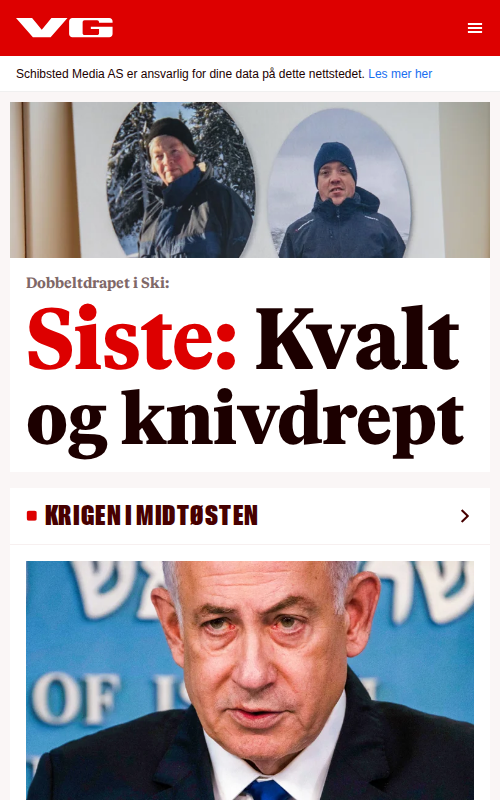 VG
Schibsted Media AS er ansvarlig for dine data på dette nettstedet. Les mer her
Dobbeltdrapet i Ski:
Siste: Kvalt
og knivdrept
KRIGEN I MIDTØSTEN
OF